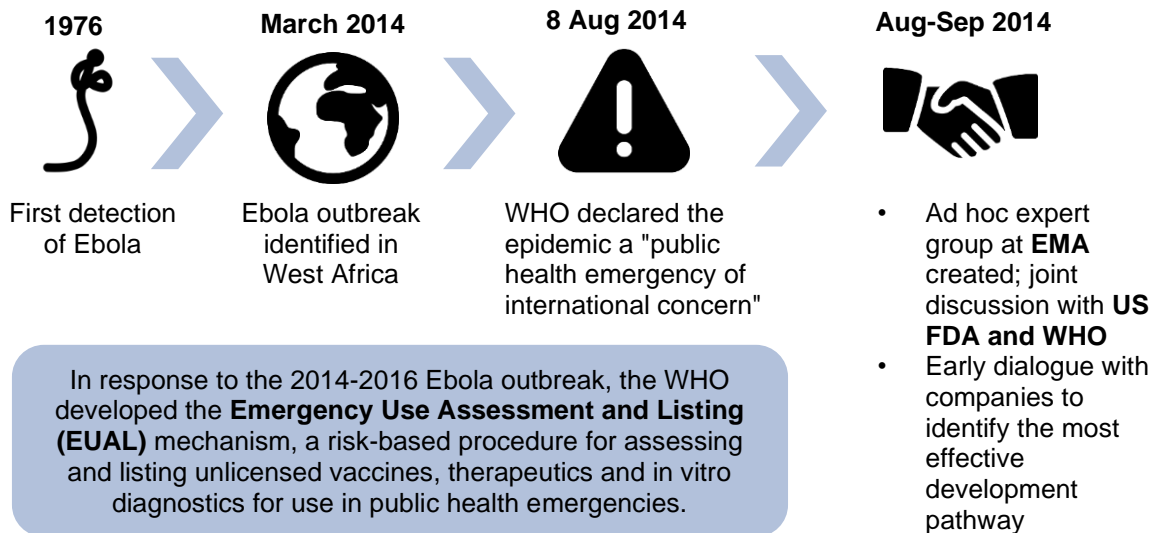 1976
First detection
of Ebola
March 2014
Ebola outbreak
identified in
West Africa
8 Aug 2014
WHO declared the
epidemic a "public
health emergency of
international concern"
Aug-Sep 2014
• Ad hoc expert
group at EMA
created; joint
discussion with US
FDA and WHO
• Early dialogue with
companies to
identify the most
effective
development
pathway
In response to the 2014-2016 Ebola outbreak, the WHO
developed the Emergency Use Assessment and Listing
(EUAL) mechanism, a risk-based procedure for assessing
and listing unlicensed vaccines, therapeutics and in vitro
diagnostics for use in public health emergencies.